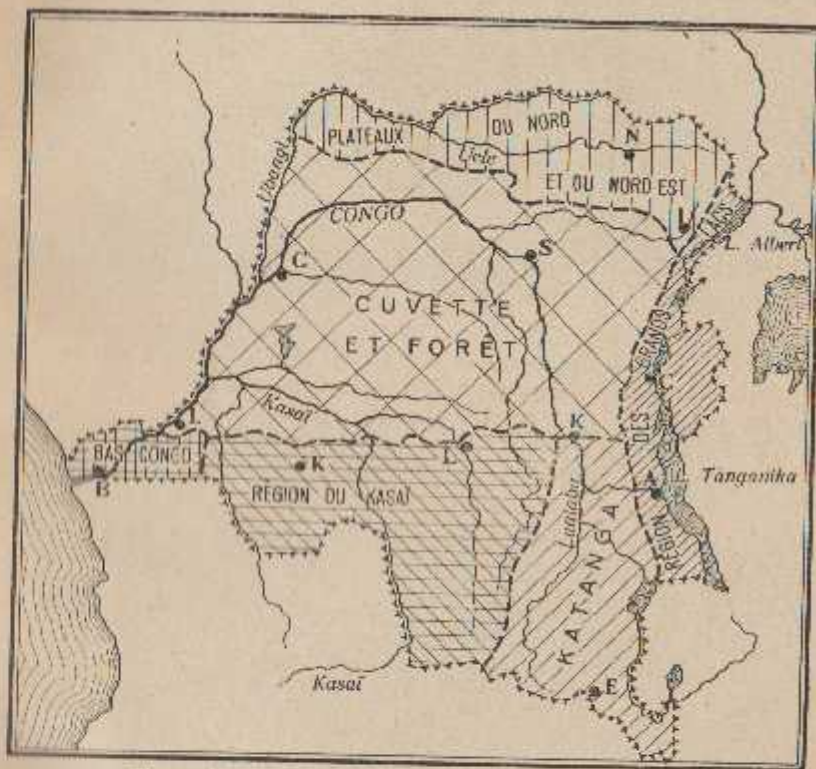 PLATEAUX
DU NORD
N
Uele
ET DU NORD EST
Ubangi
CONGO
S
L. Albert
C
CUVETTE
ET FORÊT
DES GRANDS LACS
RÉGION
Kasaï
K
BAS CONGO
B
K
L
RÉGION DU KASAÏ
Lualaba
A
L. Tanganika
KATANGA
Kasaï
E